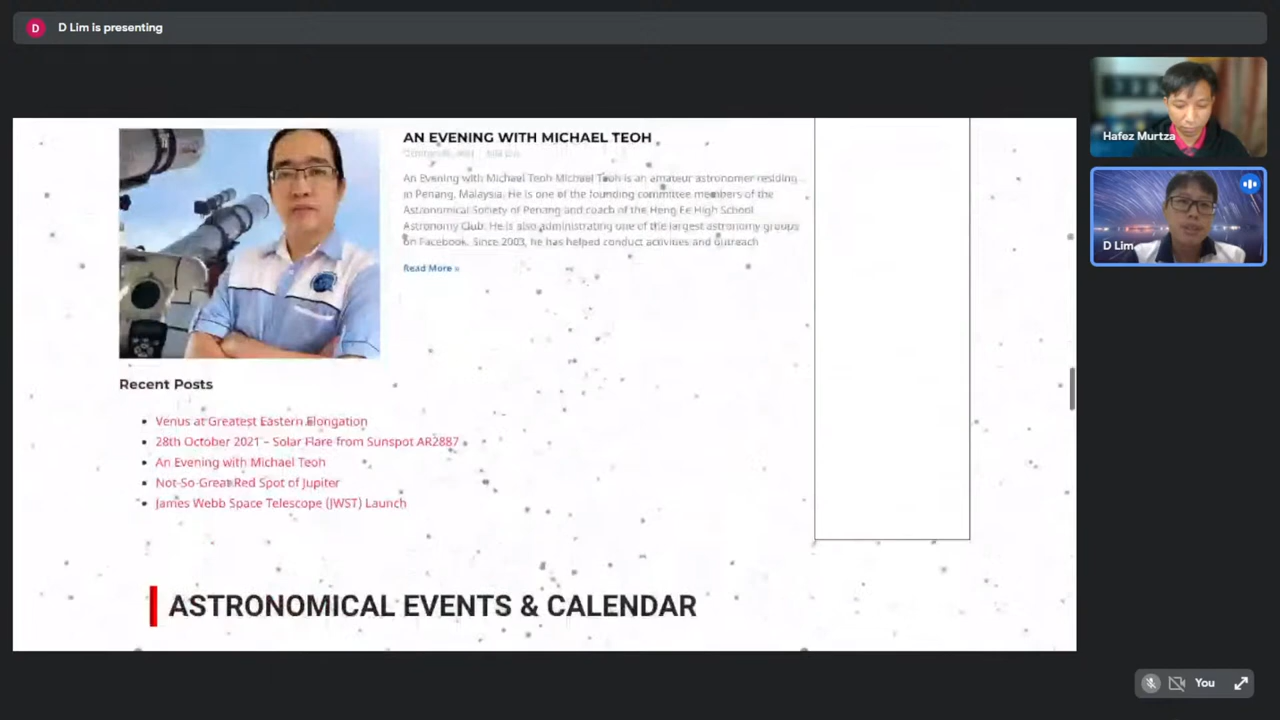 D
D Lim is presenting
AN EVENING WITH MICHAEL TEOH
An Evening with Michael Teoh Michael Teoh is an amateur astronomer residing
in Penang, Malaysia. He is one of the founding committee members of the
Astronomical Society of Penang and coach of the Heng Ee High School
Astronomy Club. He is also administrating one of the largest astronomy groups
on Facebook. Since 2003, he has helped conduct activities and outreach
Read More »
Recent Posts
Venus at Greatest Eastern Elongation
28th October 2021 – Solar Flare from Sunspot AR2887
An Evening with Michael Teoh
Not-So-Great Red Spot of Jupiter
James Webb Space Telescope (JWST) Launch
ASTRONOMICAL EVENTS & CALENDAR
Hafez Murtza
D Lim
You